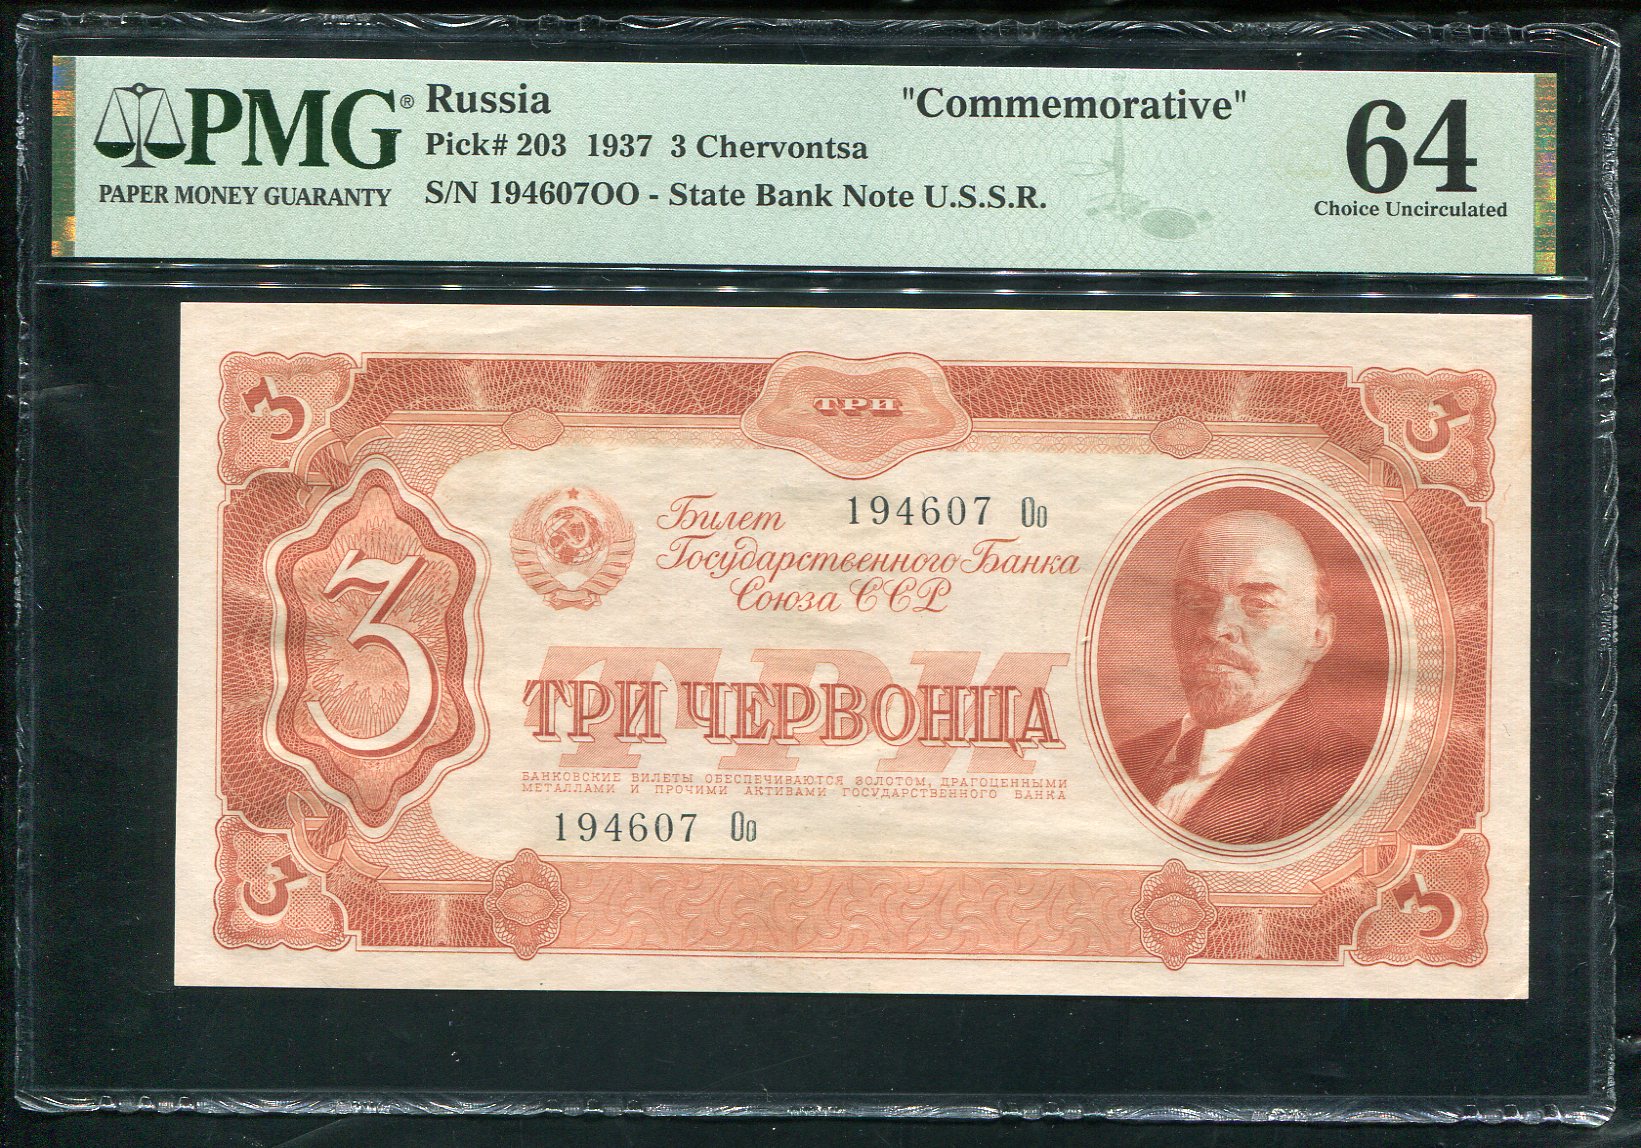 PMG®
PAPER MONEY GUARANTY
Russia
"Commemorative"
Pick# 203 1937 3 Chervontsa
S/N 194607OO - State Bank Note U.S.S.R.
64
Choice Uncirculated
3
ТРИ
3
Билет
194607 Оо
Государственного Банка
Союза ССР
3
ТРИ
ТРИ ЧЕРВОНЦА
БАНКОВСКИЕ БИЛЕТЫ ОБЕСПЕЧИВАЮТСЯ ЗОЛОТОМ, ДРАГОЦЕННЫМИ
МЕТАЛЛАМИ И ПРОЧИМИ АКТИВАМИ ГОСУДАРСТВЕННОГО БАНКА
194607 Оо
3
3